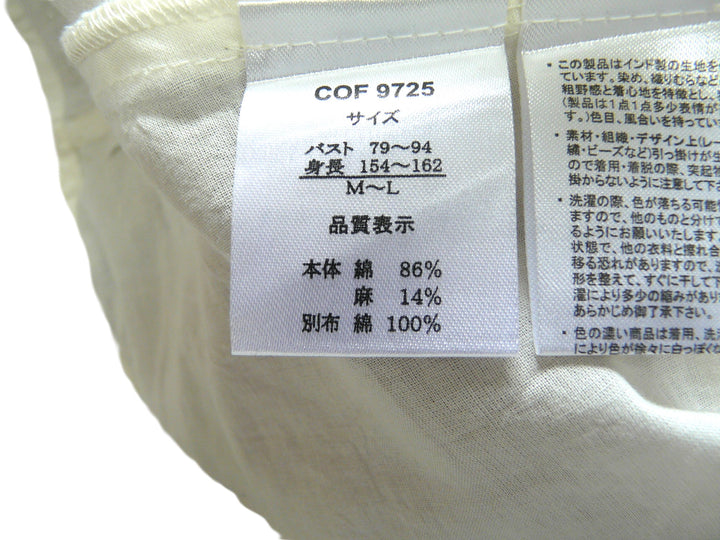 COF 9725
サイズ
バスト 79〜94
身長 154〜162
M〜L
品質表示
本体 綿 86%
麻 14%
別布 綿 100%
・この製品はインド製の生地を
ています。染め、織りむらなど
粗野感と着心地を特徴とし、
(製品は1点1点多少表情が
す。)色目、風合いを持ってい
・素材・組織・デザイン上(レー
繍・ビーズなど)引っ掛けが生
ので着用・着脱の際、突起物
掛からないように注意して下
・洗濯の際、色が落ちる可能
ますので、他のものと分けて
るようにお願いいたします。
状態で、他の衣料と擦れ合
移る恐れがありますので、
形を整えて、すぐに干して下
濯により多少の縮みがあり
あらかじめ御了承下さい。
・色の濃い商品は着用、洗
により色が徐々に白っぽくな